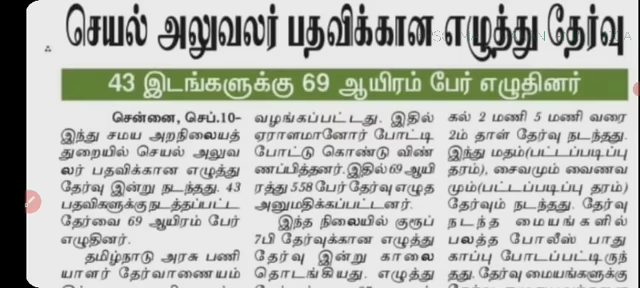 செயல் அலுவலர் பதவிக்கான எழுத்து தேர்வு
43 இடங்களுக்கு 69 ஆயிரம் பேர் எழுதினர்
சென்னை, செப்.10-
இந்து சமய அறநிலையத்
துறையில் செயல் அலுவ
லர் பதவிக்கான எழுத்து
தேர்வு இன்று நடந்தது. 43
பதவிகளுக்கு நடத்தப்பட்ட
தேர்வை 69 ஆயிரம் பேர்
எழுதினர்.
தமிழ்நாடு அரசு பணி
யாளர் தேர்வாணையம்
வழங்கப்பட்டது. இதில்
ஏராளமானோர் போட்டி
போட்டு கொண்டு விண்
ணப்பித்தனர். இதில் 69 ஆயி
ரத்து 558 பேர் தேர்வு எழுத
அனுமதிக்கப்பட்டனர்.
இந்த நிலையில் குரூப்
7பி தேர்வுக்கான எழுத்து
தேர்வு இன்று காலை
தொடங்கியது. எழுத்து
கல் 2 மணி 5 மணி வரை
2ம் தாள் தேர்வு நடந்தது.
இந்து மதம்(பட்டப்படிப்பு
தரம்), சைவமும் வைணவ
மும்(பட்டப்படிப்பு தரம்)
தேர்வும் நடந்தது. தேர்வு
நடந்த மையங்களில்
பலத்த போலீஸ் பாது
காப்பு போடப்பட்டிருந்
தது. தேர்வு மையங்களுக்கு